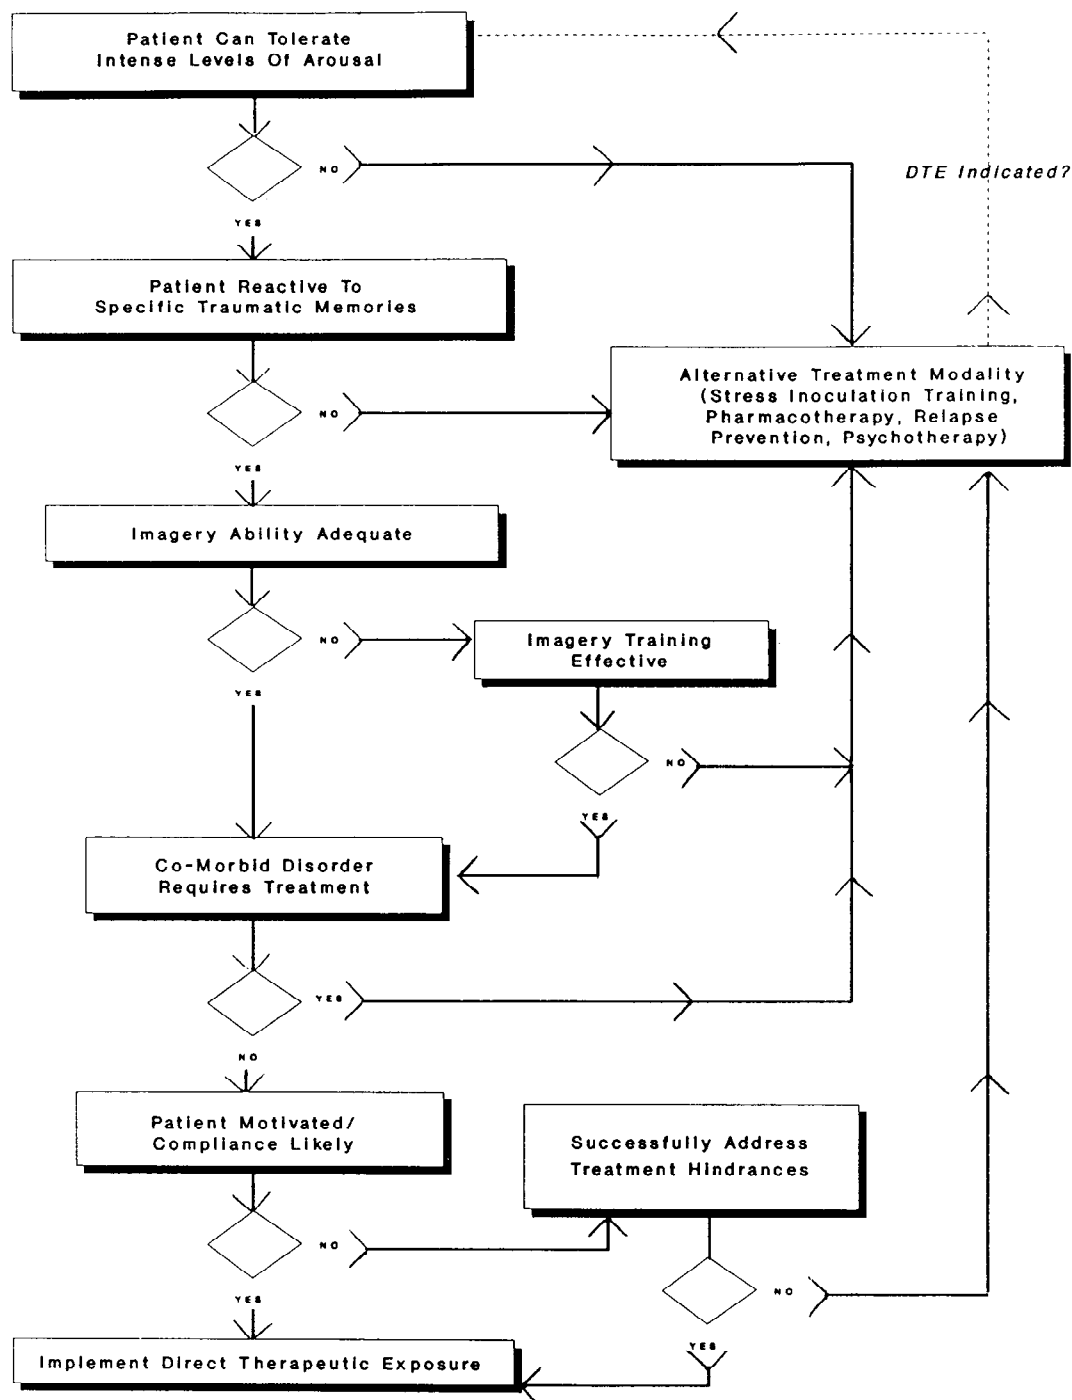 Patient Can Tolerate
Intense Levels Of Arousal
NO
DTE Indicated?
YES
Patient Reactive To
Specific Traumatic Memories
Alternative Treatment Modality
(Stress Inoculation Training,
Pharmacotherapy, Relapse
Prevention, Psychotherapy)
NO
YES
Imagery Ability Adequate
NO
Imagery Training
Effective
YES
NO
YES
Co-Morbid Disorder
Requires Treatment
YES
NO
Patient Motivated/
Compliance Likely
Successfully Address
Treatment Hindrances
NO
NO
YES
YES
Implement Direct Therapeutic Exposure